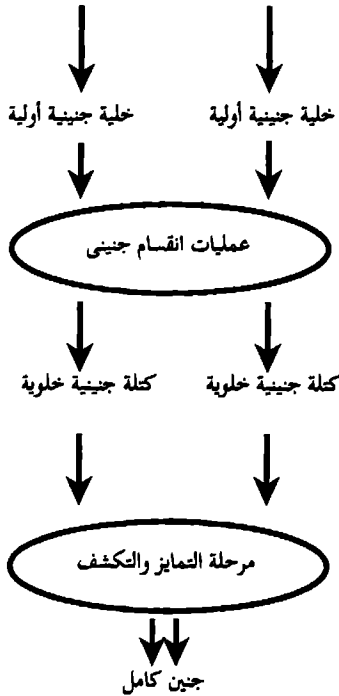 خلية جنينية أولية
خلية جنينية أولية
عمليات انقسام جنينى
كتلة جنينية خلوية
كتلة جنينية خلوية
مرحلة التمايز والتكشف
جنين كامل